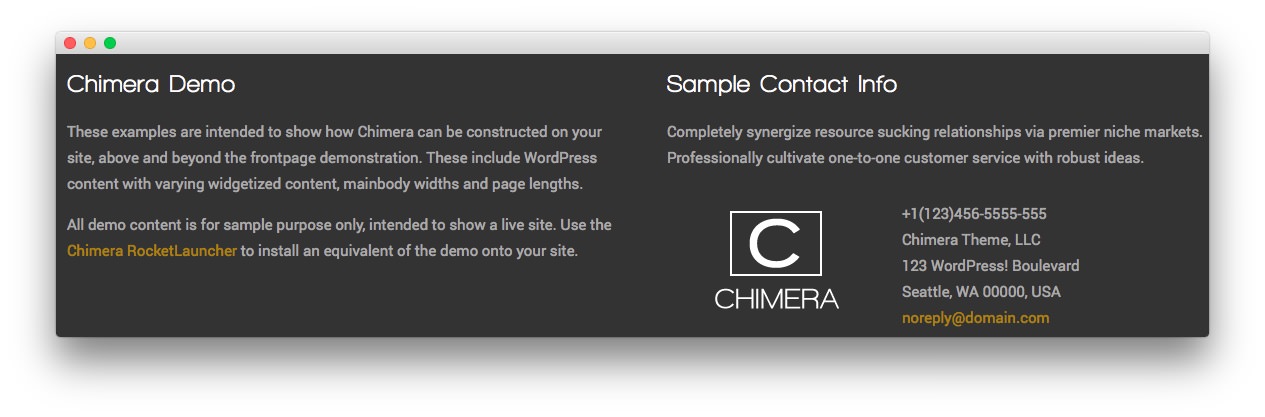 Chimera Demo
These examples are intended to show how Chimera can be constructed on your
site, above and beyond the frontpage demonstration. These include WordPress
content with varying widgetized content, mainbody widths and page lengths.
All demo content is for sample purpose only, intended to show a live site. Use the
Chimera RocketLauncher to install an equivalent of the demo onto your site.
Sample Contact Info
Completely synergize resource sucking relationships via premier niche markets.
Professionally cultivate one-to-one customer service with robust ideas.
C
CHIMERA
+1(123)456-5555-555
Chimera Theme, LLC
123 WordPress! Boulevard
Seattle, WA 00000, USA
noreply@domain.com